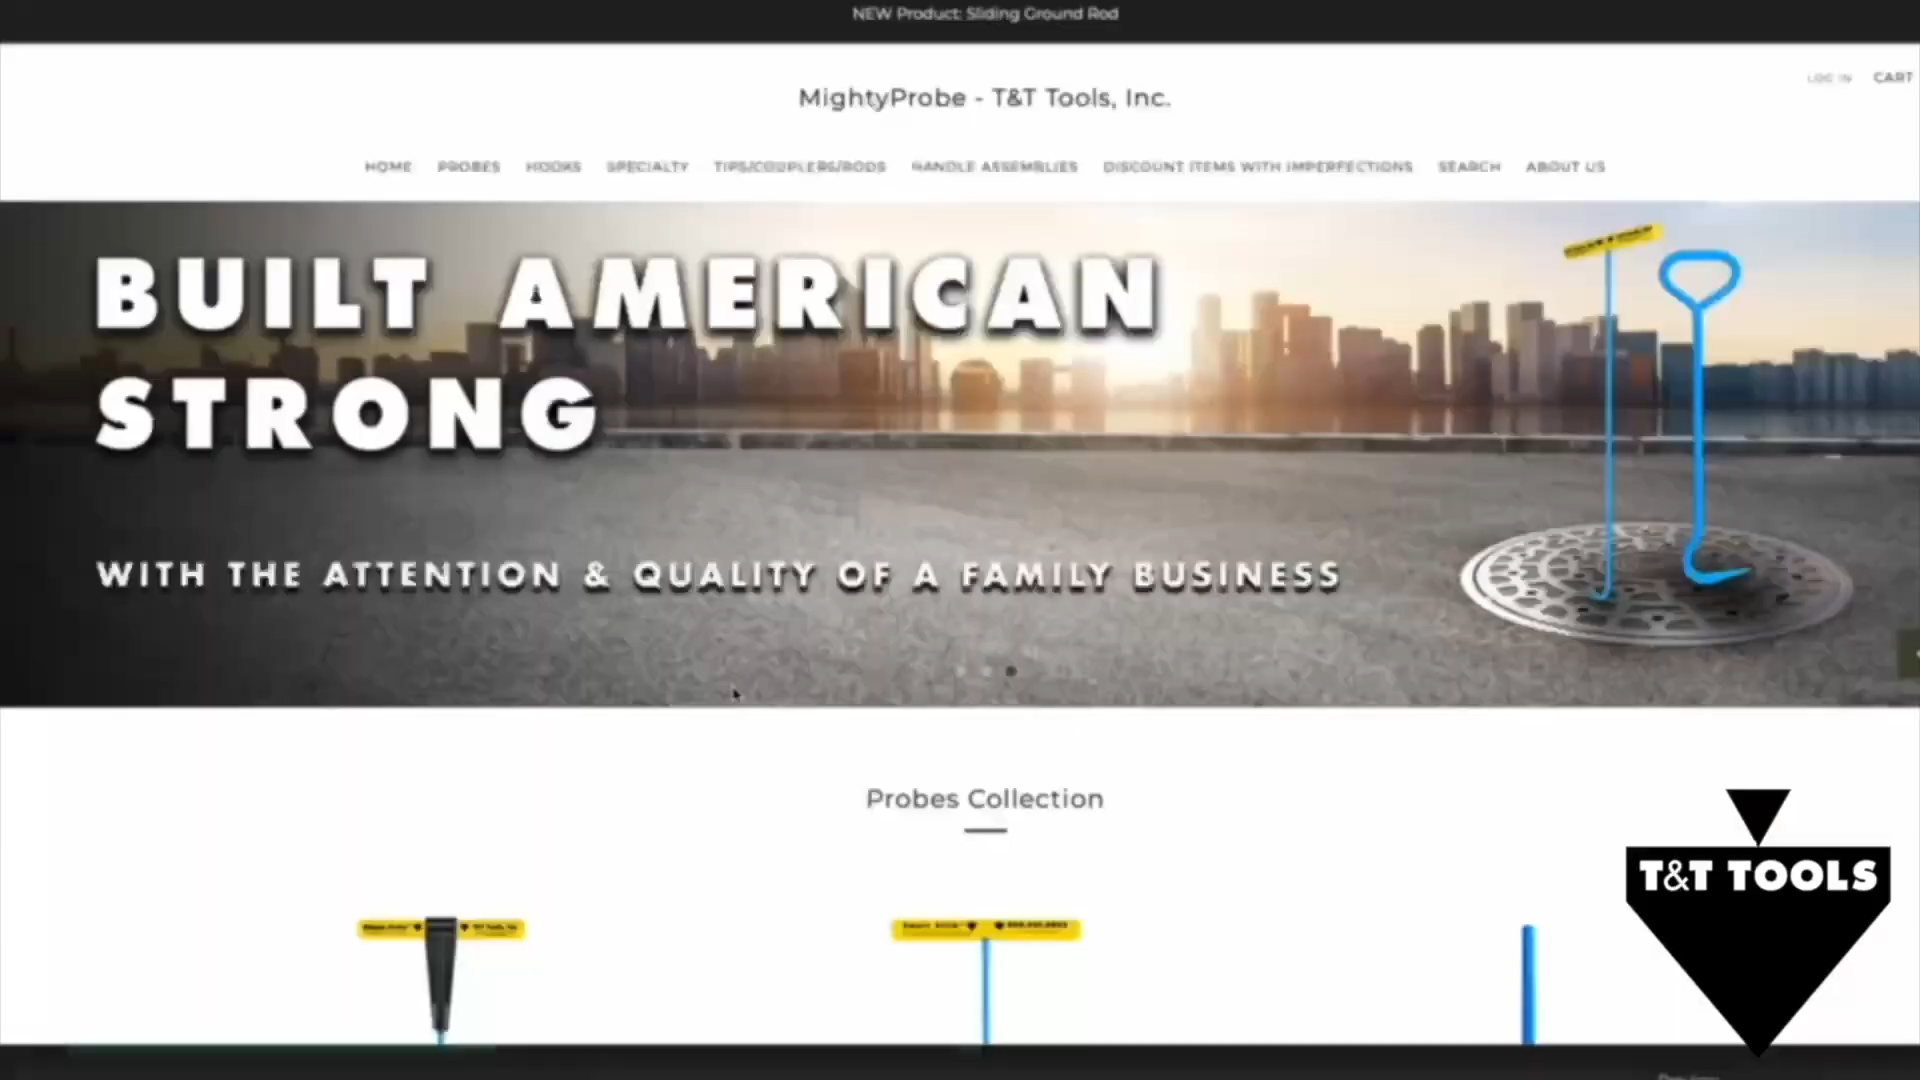 NEW Product: Sliding Ground Rod
LOG IN CART
MightyProbe - T&T Tools, Inc.
HOME PROBES HOOKS SPECIALTY TIPS/COUPLERS/RODS HANDLE ASSEMBLIES DISCOUNT ITEMS WITH IMPERFECTIONS SEARCH ABOUT US
BUILT AMERICAN
STRONG
WITH THE ATTENTION & QUALITY OF A FAMILY BUSINESS
Probes Collection
T&T TOOLS